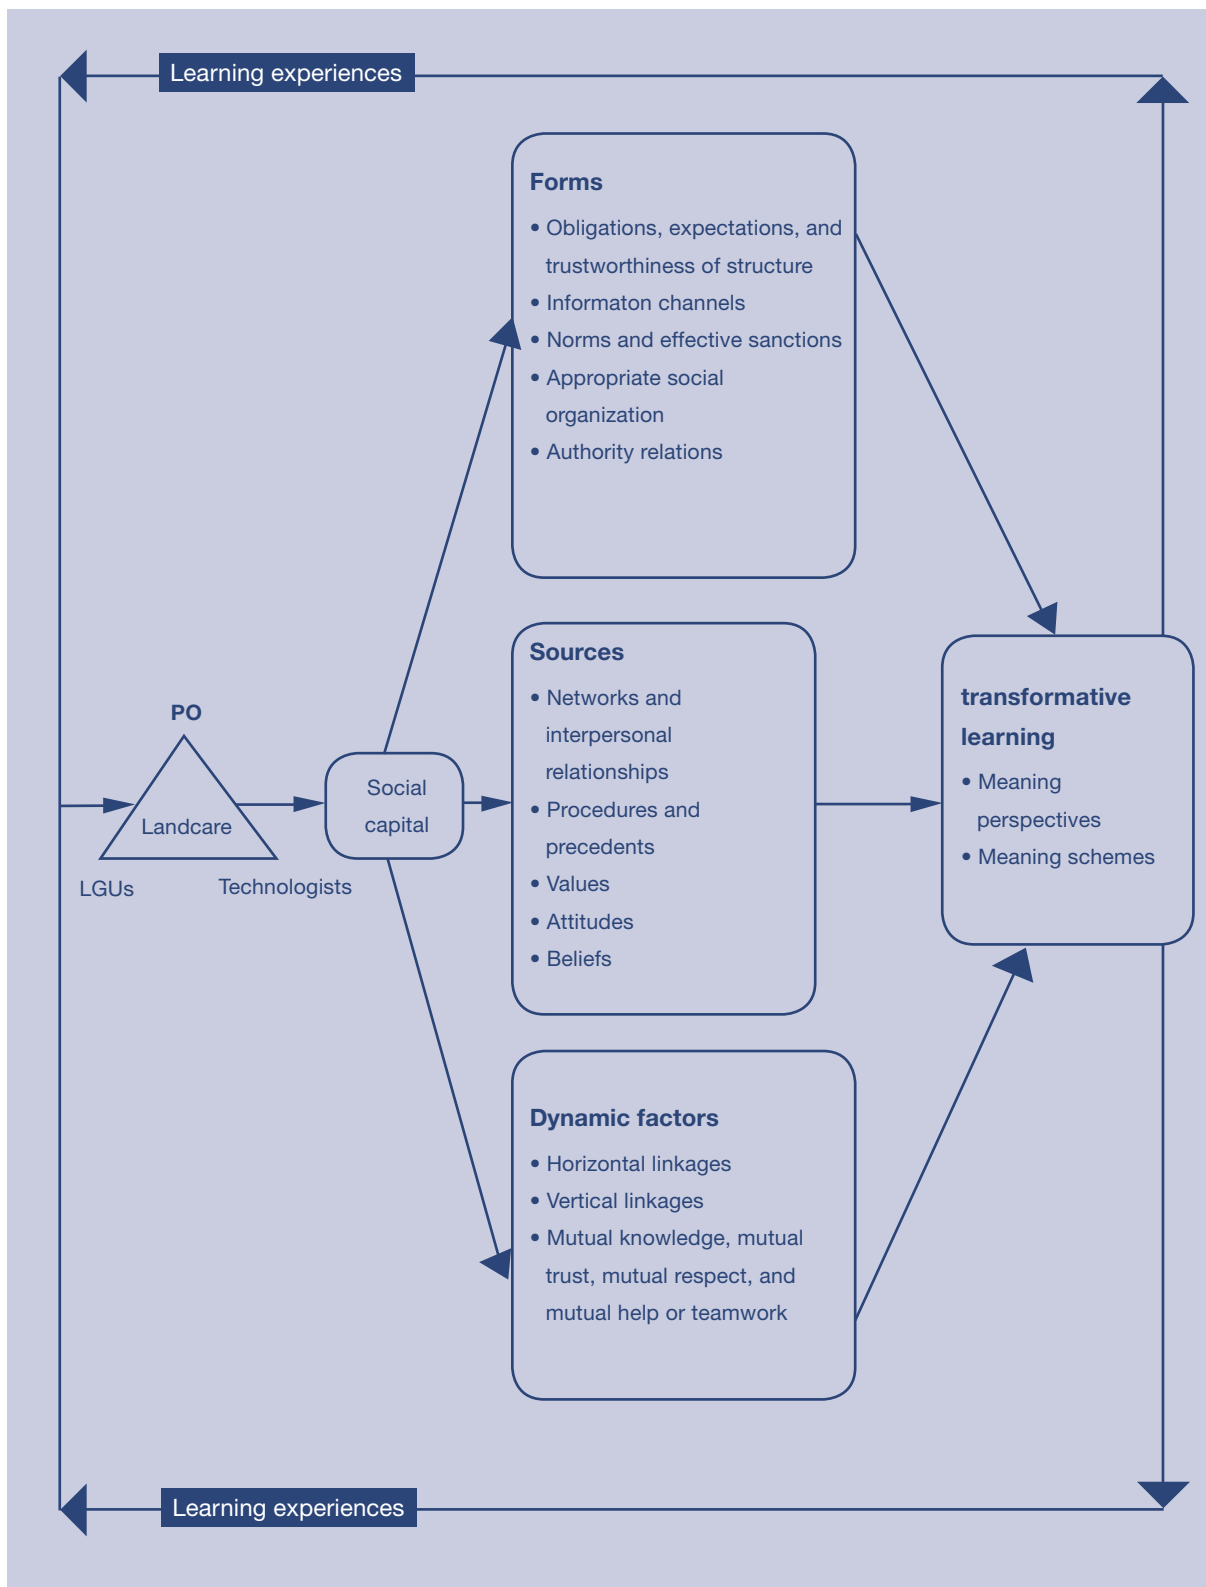 Learning experiences
Forms
• Obligations, expectations, and
trustworthiness of structure
• Informaton channels
• Norms and effective sanctions
• Appropriate social
organization
• Authority relations
Sources
• Networks and
interpersonal
relationships
• Procedures and
precedents
• Values
• Attitudes
• Beliefs
PO
Landcare
LGUs
Technologists
Social
capital
transformative
learning
• Meaning
perspectives
• Meaning schemes
Dynamic factors
• Horizontal linkages
• Vertical linkages
• Mutual knowledge, mutual
trust, mutual respect, and
mutual help or teamwork
Learning experiences